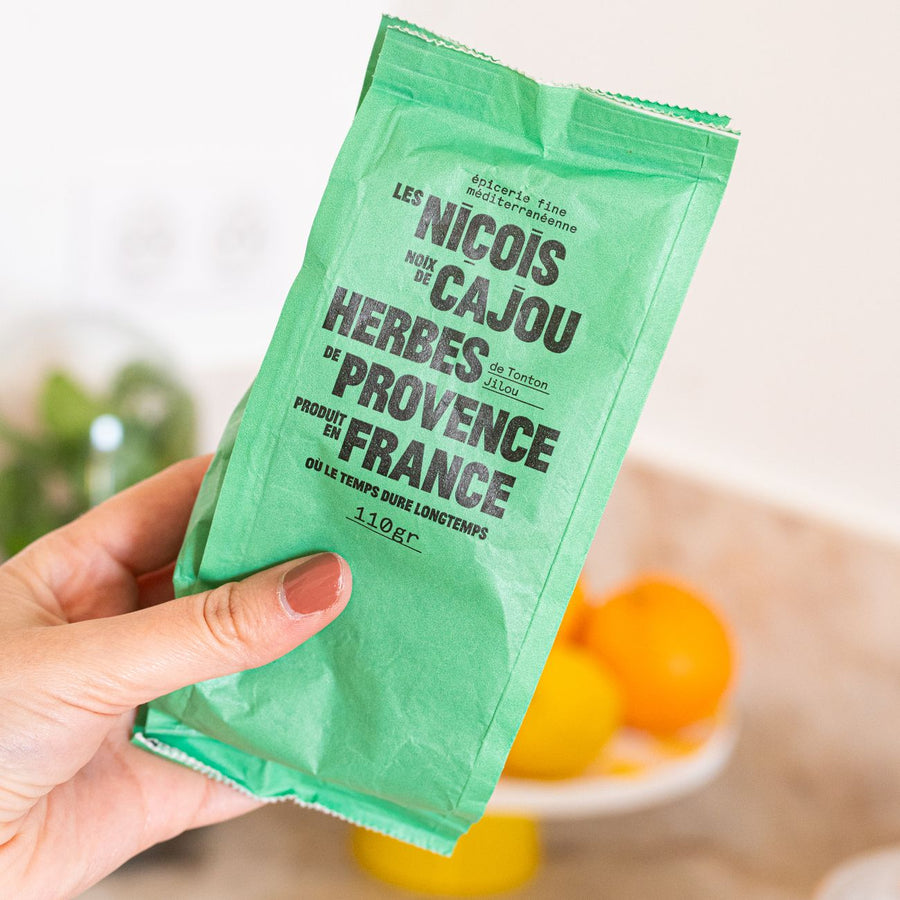 épicerie fine
méditerranéenne
LES NIÇOIS
NOIX DE CAJOU
HERBES de Tonton Jilou
DE PROVENCE
PRODUIT EN FRANCE
OÙ LE TEMPS DURE LONGTEMPS
110gr